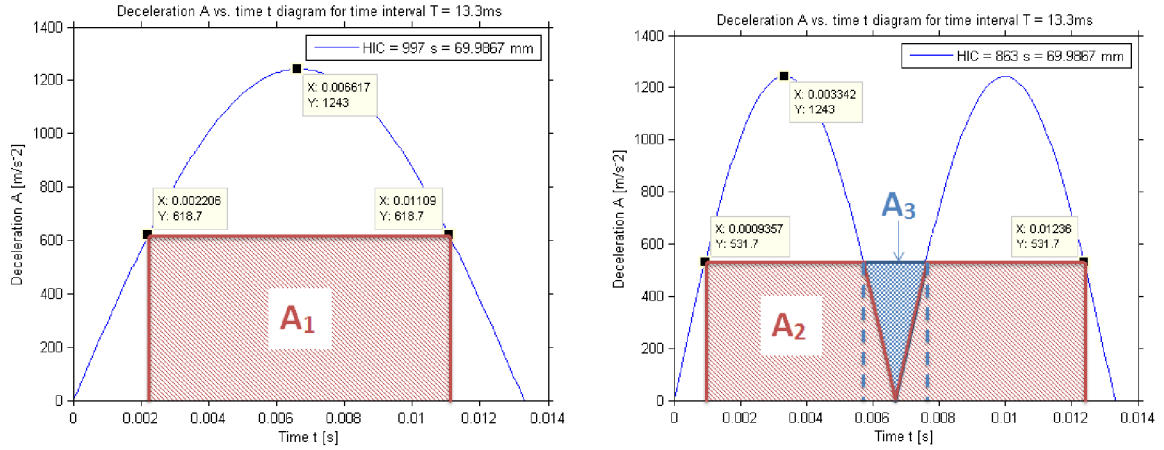 Deceleration A vs. time t diagram for time interval T = 13.3ms
HIC = 997 s = 69.9867 mm
Deceleration A [m/s^2]
1400
1200
1000
800
600
400
200
0
X: 0.006617
Y: 1243
X: 0.002206
Y: 618.7
X: 0.01109
Y: 618.7
A1
0 0.002 0.004 0.006 0.008 0.01 0.012 0.014
Time t [s]
Deceleration A vs. time t diagram for time interval T = 13.3ms
HIC = 863 s = 69.9867 mm
Deceleration A [m/s^2]
1400
1200
1000
800
600
400
200
0
X: 0.003342
Y: 1243
A3
X: 0.0009357
Y: 531.7
X: 0.01236
Y: 531.7
A2
0 0.002 0.004 0.006 0.008 0.01 0.012 0.014
Time t [s]